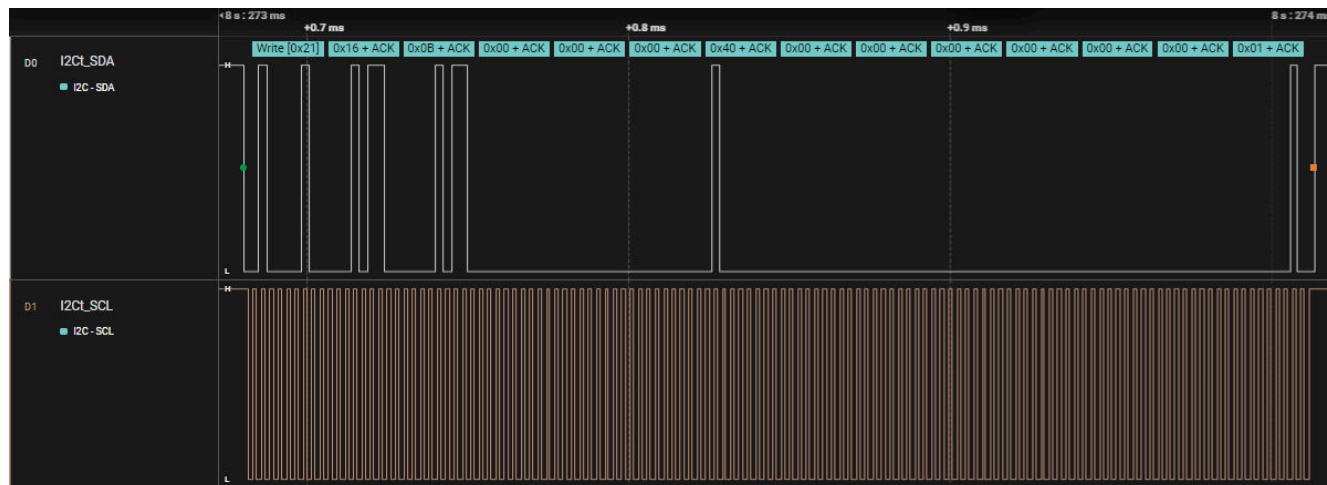 8 s : 273 ms
8 s : 274 m
+0.7 ms
+0.8 ms
+0.9 ms
Write [0x21] 0x16 + ACK 0x0B + ACK 0x00 + ACK 0x00 + ACK 0x00 + ACK 0x40 + ACK 0x00 + ACK 0x00 + ACK 0x00 + ACK 0x00 + ACK 0x00 + ACK 0x00 + ACK 0x01 + ACK
D0 I2Ct_SDA
H
I2C - SDA
L
H
D1 I2Ct_SCL
I2C - SCL
L